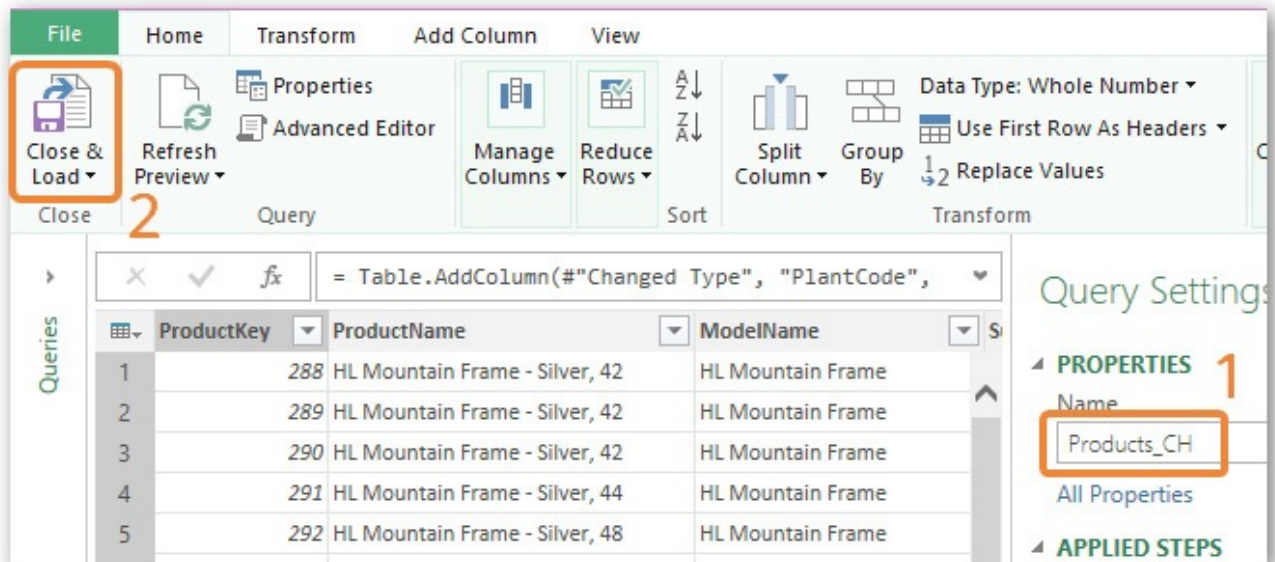 File Home Transform Add Column View
Properties
Advanced Editor
Close & Load
Refresh Preview
Manage Columns
Reduce Rows
A Z
Z A
Split Column
Group By
Data Type: Whole Number
Use First Row As Headers
1 2 Replace Values
Close
2
Query
Sort
Transform
Queries
fx
= Table.AddColumn(#"Changed Type", "PlantCode",
ProductKey ProductName ModelName
1 288 HL Mountain Frame - Silver, 42 HL Mountain Frame
2 289 HL Mountain Frame - Silver, 42 HL Mountain Frame
3 290 HL Mountain Frame - Silver, 42 HL Mountain Frame
4 291 HL Mountain Frame - Silver, 44 HL Mountain Frame
5 292 HL Mountain Frame - Silver, 48 HL Mountain Frame
Query Settings
PROPERTIES
1
Name
Products_CH
All Properties
APPLIED STEPS